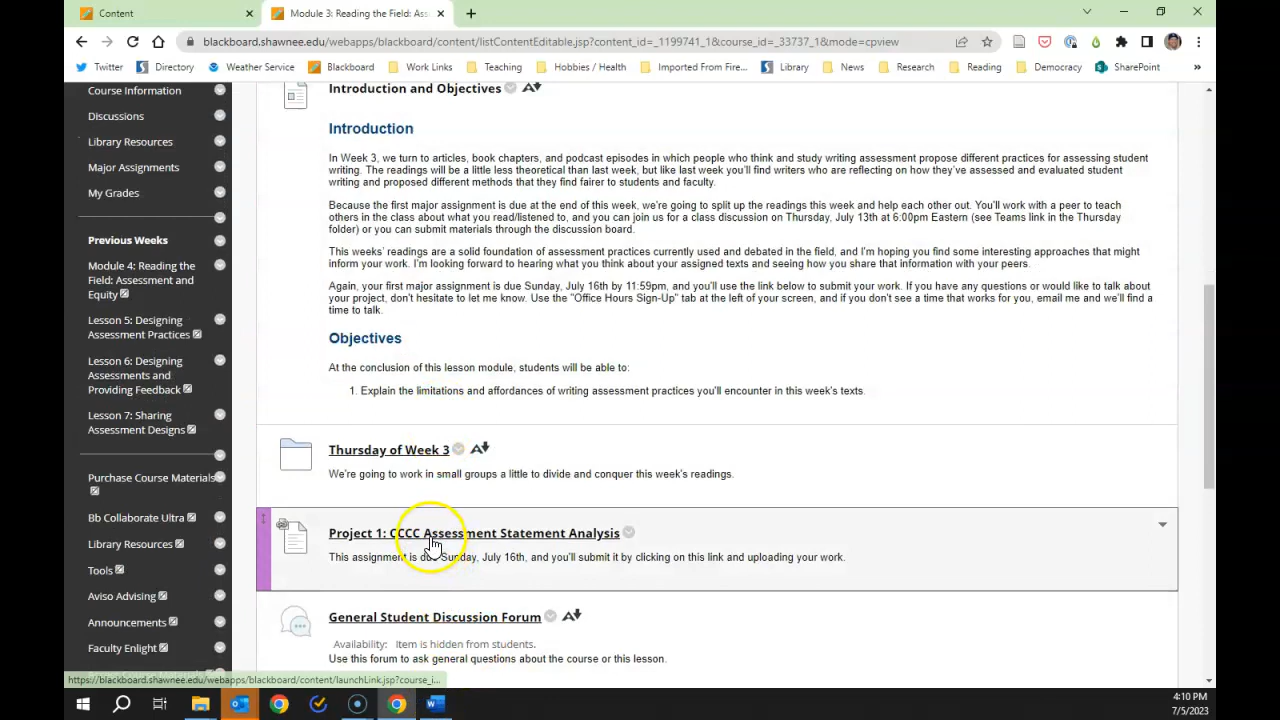 Content
Module 3: Reading the Field: Ass
blackboard.shawnee.edu/webapps/blackboard/content/listContentEditable.jsp?content_id=_1199741_1&course_id=_33737_1&mode=cpview
Twitter Directory Weather Service Blackboard Work Links Teaching Hobbies / Health Imported From Fire... Library News Research Reading Democracy SharePoint »
Course Information
Discussions
Library Resources
Major Assignments
My Grades
Previous Weeks
Module 4: Reading the
Field: Assessment and
Equity
Lesson 5: Designing
Assessment Practices
Lesson 6: Designing
Assessments and
Providing Feedback
Lesson 7: Sharing
Assessment Designs
Purchase Course Materials
Bb Collaborate Ultra
Library Resources
Tools
Aviso Advising
Announcements
Faculty Enlight
Introduction and Objectives
Introduction
In Week 3, we turn to articles, book chapters, and podcast episodes in which people who think and study writing assessment propose different practices for assessing student
writing. The readings will be a little less theoretical than last week, but like last week you'll find writers who are reflecting on how they've assessed and evaluated student
writing and proposed different methods that they find fairer to students and faculty.
Because the first major assignment is due at the end of this week, we're going to split up the readings this week and help each other out. You'll work with a peer to teach
others in the class about what you read/listened to, and you can join us for a class discussion on Thursday, July 13th at 6:00pm Eastern (see Teams link in the Thursday
folder) or you can submit materials through the discussion board.
This weeks' readings are a solid foundation of assessment practices currently used and debated in the field, and I'm hoping you find some interesting approaches that might
inform your work. I'm looking forward to hearing what you think about your assigned texts and seeing how you share that information with your peers.
Again, your first major assignment is due Sunday, July 16th by 11:59pm, and you'll use the link below to submit your work. If you have any questions or would like to talk about
your project, don't hesitate to let me know. Use the "Office Hours Sign-Up" tab at the left of your screen, and if you don't see a time that works for you, email me and we'll find a
time to talk.
Objectives
At the conclusion of this lesson module, students will be able to:
1. Explain the limitations and affordances of writing assessment practices you'll encounter in this week's texts.
Thursday of Week 3
We're going to work in small groups a little to divide and conquer this week's readings.
Project 1: CCCC Assessment Statement Analysis
This assignment is due Sunday, July 16th, and you'll submit it by clicking on this link and uploading your work.
General Student Discussion Forum
Availability: Item is hidden from students.
Use this forum to ask general questions about the course or this lesson.
https://blackboard.shawnee.edu/webapps/blackboard/content/launchLink.jsp?course_i...
4:10 PM
7/5/2023